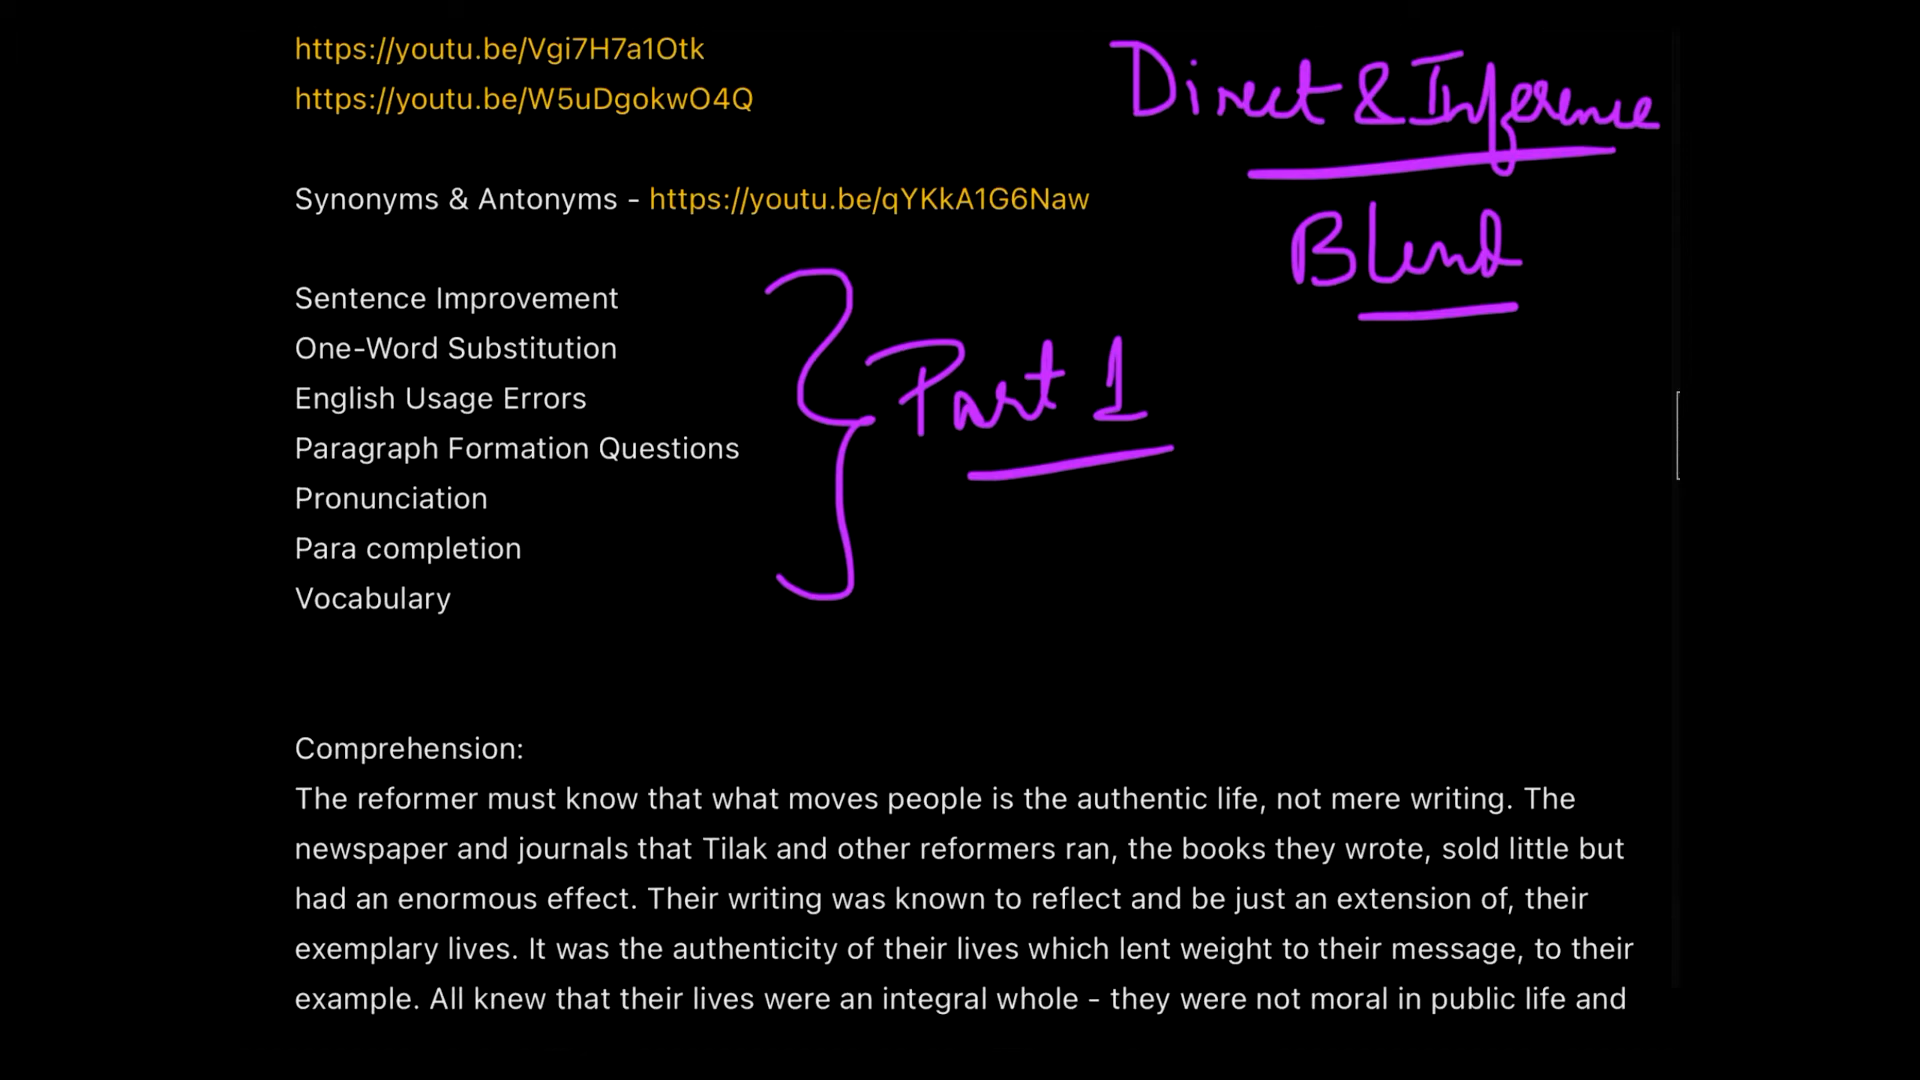 https://youtu.be/Vgi7H7a1Otk
https://youtu.be/W5uDgokwO4Q
Direct & Inference
Blend
Synonyms & Antonyms - https://youtu.be/qYKkA1G6Naw
Sentence Improvement
One-Word Substitution
English Usage Errors
Paragraph Formation Questions
Pronunciation
Para completion
Vocabulary
Part 1
Comprehension:
The reformer must know that what moves people is the authentic life, not mere writing. The
newspaper and journals that Tilak and other reformers ran, the books they wrote, sold little but
had an enormous effect. Their writing was known to reflect and be just an extension of, their
exemplary lives. It was the authenticity of their lives which lent weight to their message, to their
example. All knew that their lives were an integral whole - they were not moral in public life and